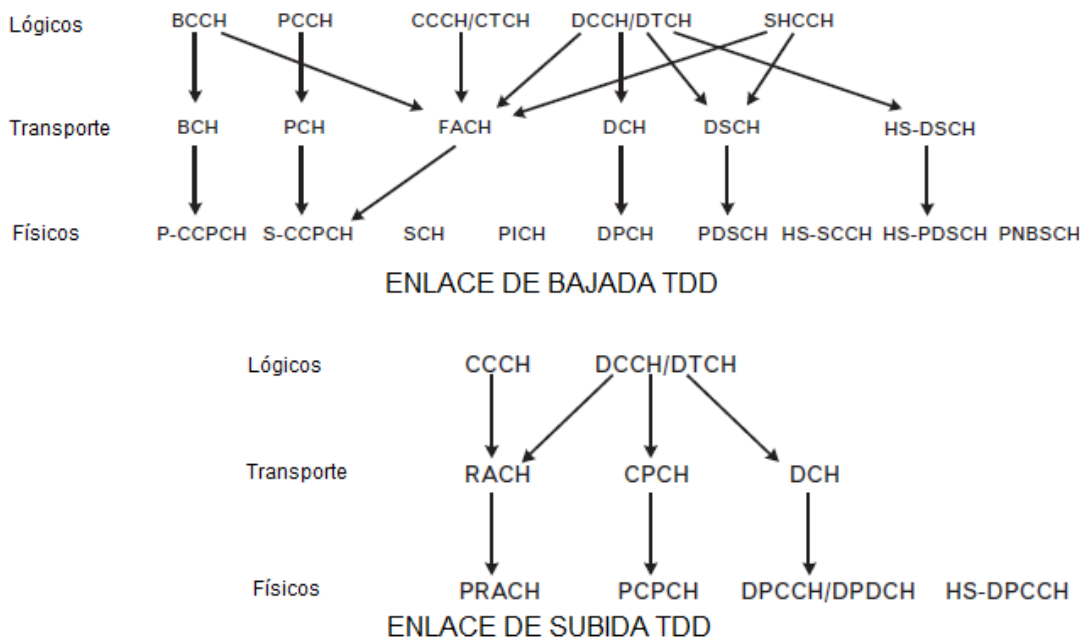 Lógicos BCCH PCCH CCCH/CTCH DCCH/DTCH SHCCH
Transporte BCH PCH FACH DCH DSCH HS-DSCH
Físicos P-CCPCH S-CCPCH SCH PICH DPCH PDSCH HS-SCCH HS-PDSCH PNBSCH
ENLACE DE BAJADA TDD
Lógicos CCCH DCCH/DTCH
Transporte RACH CPCH DCH
Físicos PRACH PCPCH DPCCH/DPDCH HS-DPCCH
ENLACE DE SUBIDA TDD